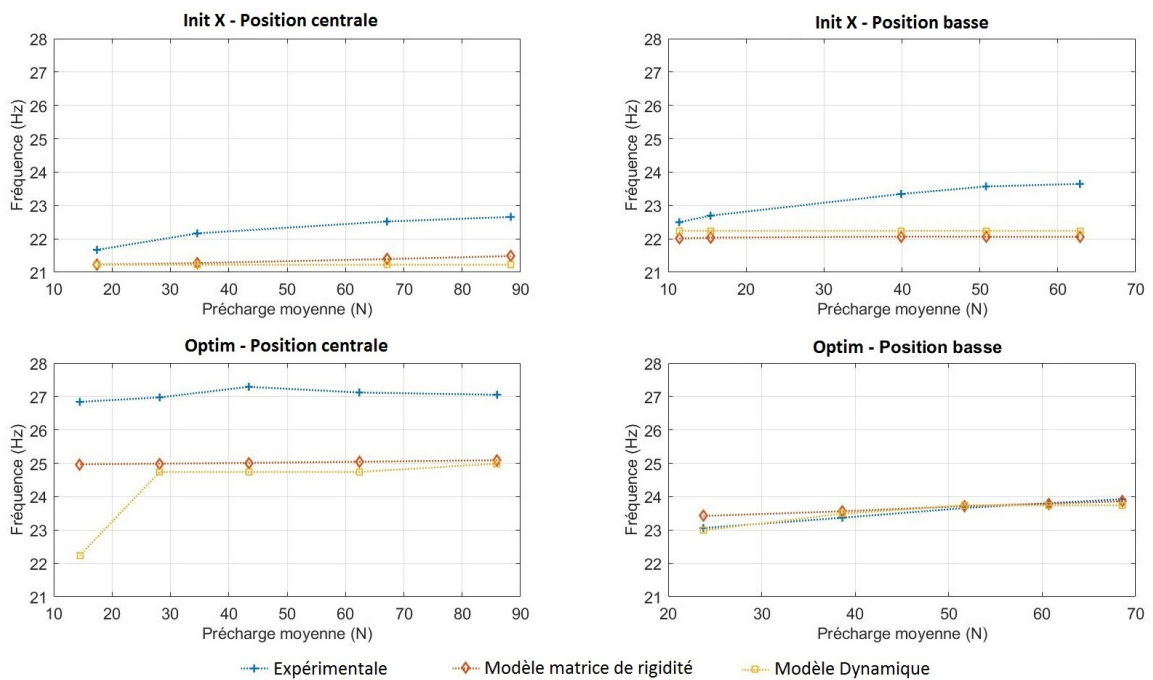 Init X - Position centrale
Fréquence (Hz)
28
27
26
25
24
23
22
21
10 20 30 40 50 60 70 80 90
Précharge moyenne (N)
Init X - Position basse
Fréquence (Hz)
28
27
26
25
24
23
22
21
10 20 30 40 50 60 70
Précharge moyenne (N)
Optim - Position centrale
Fréquence (Hz)
28
27
26
25
24
23
22
21
10 20 30 40 50 60 70 80 90
Précharge moyenne (N)
Optim - Position basse
Fréquence (Hz)
28
27
26
25
24
23
22
21
20 30 40 50 60 70
Précharge moyenne (N)
Expérimentale Modèle matrice de rigidité Modèle Dynamique